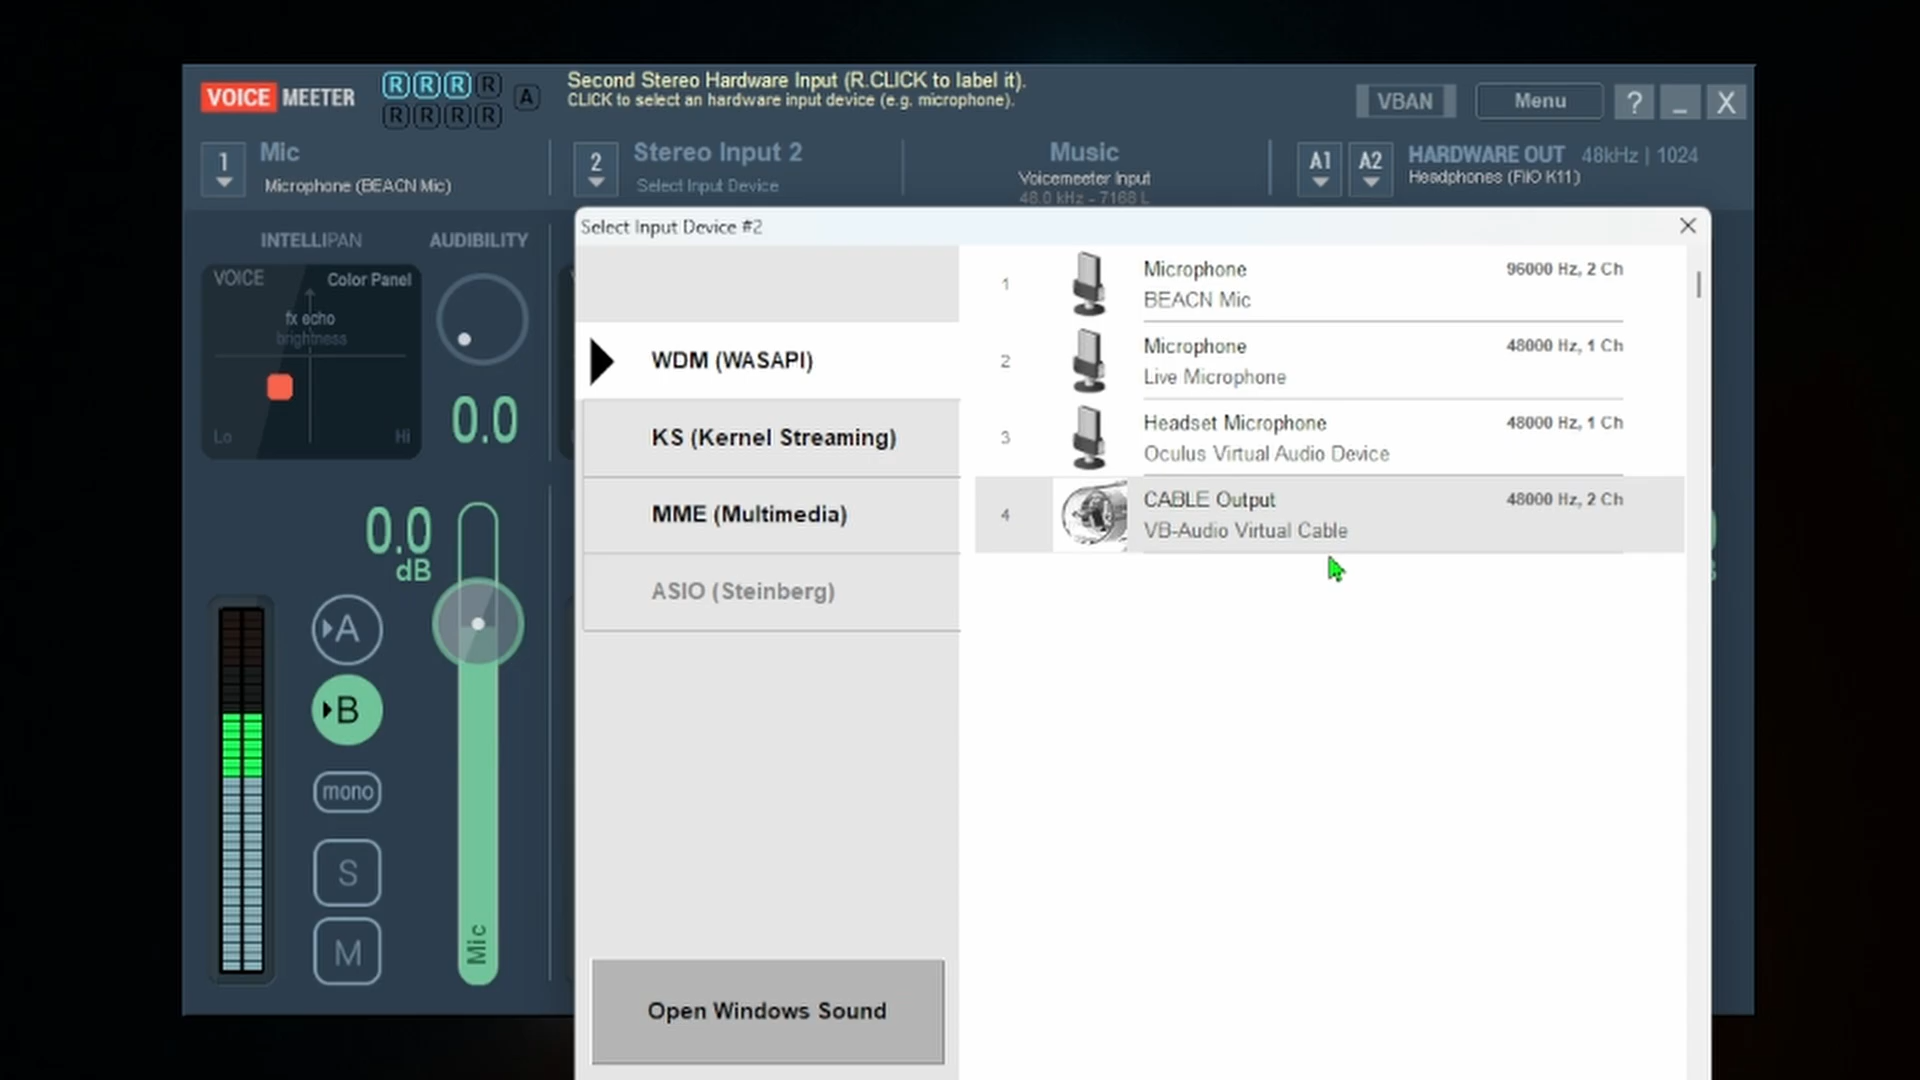 VOICE MEETER
R R R R
A
R R R R
Second Stereo Hardware Input (R.CLICK to label it).
CLICK to select an hardware input device (e.g. microphone).
VBAN
Menu
?
_
X
1
Mic
Microphone (BEACN Mic)
2
Stereo Input 2
Select Input Device
Music
Voicemeeter Input
48.0 kHz - 7168 L
A1
A2
HARDWARE OUT 48kHz | 1024
Headphones (FiiO K11)
INTELLIPAN
AUDIBILITY
VOICE
Color Panel
fx echo
brightness
Lo
Hi
0.0
0.0
dB
A
B
mono
S
M
Mic
Select Input Device #2
WDM (WASAPI)
KS (Kernel Streaming)
MME (Multimedia)
ASIO (Steinberg)
Open Windows Sound
1
Microphone
96000 Hz, 2 Ch
BEACN Mic
2
Microphone
48000 Hz, 1 Ch
Live Microphone
3
Headset Microphone
48000 Hz, 1 Ch
Oculus Virtual Audio Device
4
CABLE Output
48000 Hz, 2 Ch
VB-Audio Virtual Cable